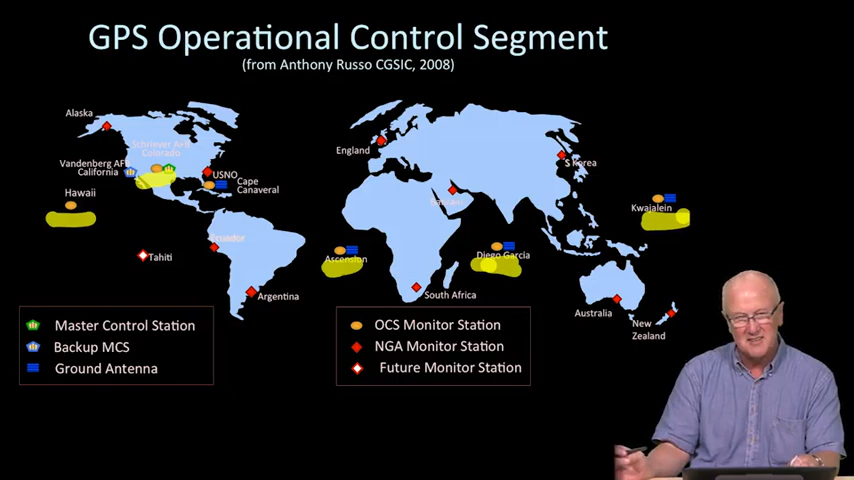 GPS Operational Control Segment
(from Anthony Russo CGSIC, 2008)
Alaska
Schriever AFB
Colorado
England
S Korea
Vandenberg AFB
California
USNO
Cape
Canaveral
Hawaii
Bahrain
Kwajalein
Ecuador
Tahiti
Ascension
Diego Garcia
Argentina
South Africa
Australia
New
Zealand
Master Control Station
Backup MCS
Ground Antenna
OCS Monitor Station
NGA Monitor Station
Future Monitor Station